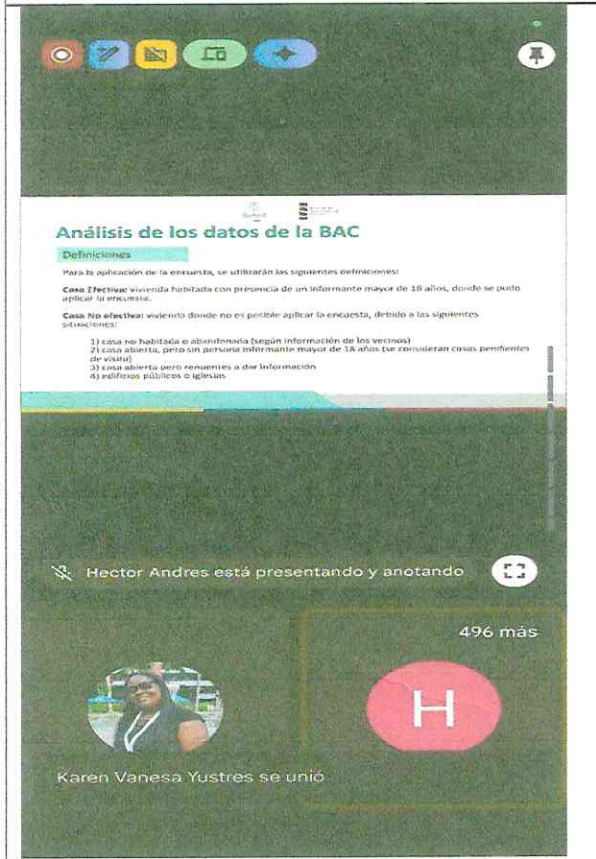 Análisis de los datos de la BAC
Definiciones
Para la aplicación de la encuesta, se utilizarán las siguientes definiciones:
Casa Efectiva: vivienda habitada con presencia de un informante mayor de 18 años, donde se pudo
aplicar la encuesta.
Casa No efectiva: vivienda donde no es posible aplicar la encuesta, debido a las siguientes
situaciones:
1) casa no habitada o abandonada (según información de los vecinos)
2) casa abierta, pero sin persona informante mayor de 18 años (se consideran casas pendientes
de visita)
3) casa abierta pero renuentes a dar información
4) edificios públicos o iglesias
Hector Andres está presentando y anotando
496 más
H
Karen Vanesa Yustres se unió